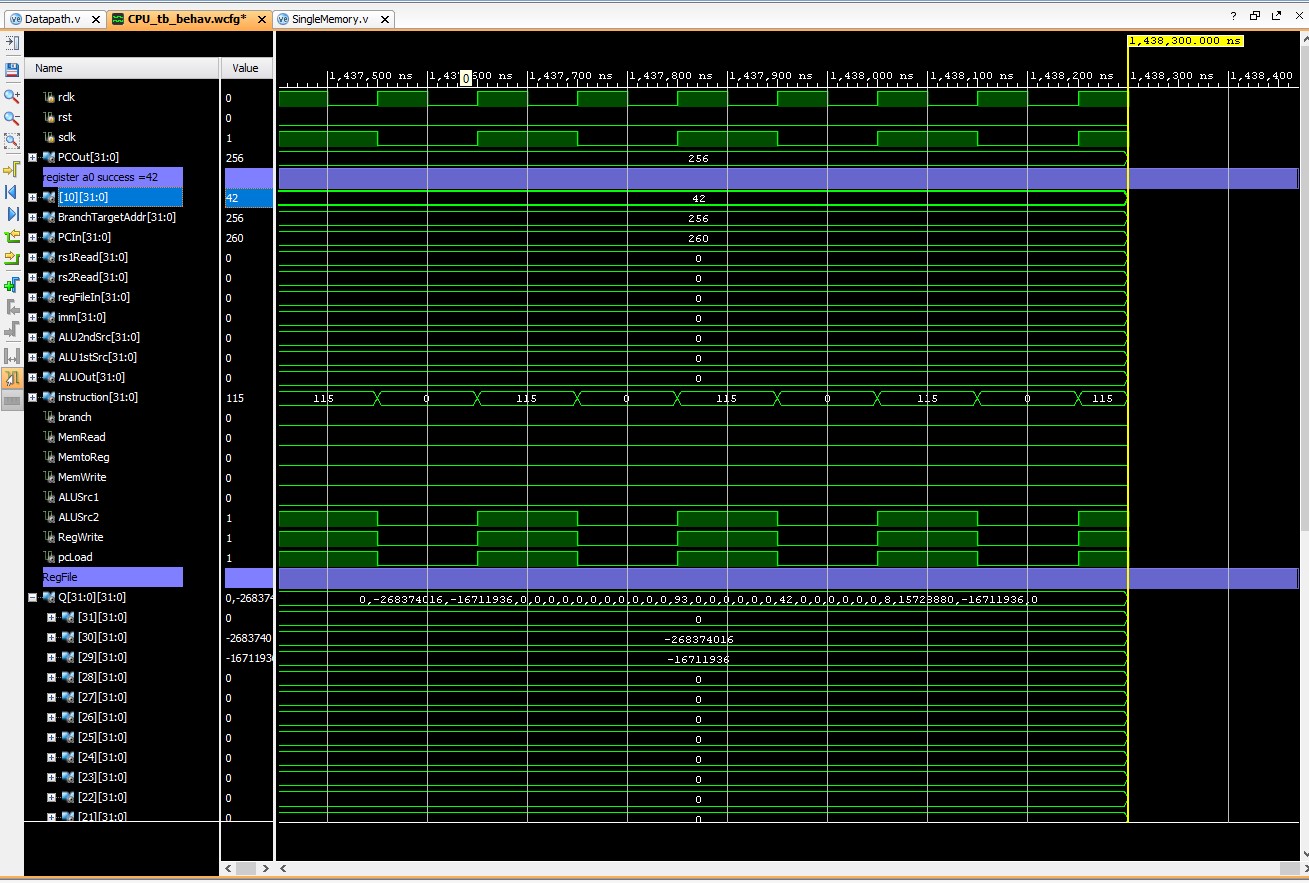 Datapath.v
CPU_tb_behav.wcfg*
SingleMemory.v
?
1,438,300.000 ns
Name
Value
0
1,437,500 ns
1,437,700 ns
1,437,800 ns
1,437,900 ns
1,438,000 ns
1,438,100 ns
1,438,200 ns
1,438,300 ns
1,438,400
rclk 0
rst 0
sclk 1
PCOut[31:0] 256 256
register a0 success =42
[10][31:0] 42 42
BranchTargetAddr[31:0] 256 256
PCIn[31:0] 260 260
rs1Read[31:0] 0 0
rs2Read[31:0] 0 0
regFileIn[31:0] 0 0
imm[31:0] 0 0
ALU2ndSrc[31:0] 0 0
ALU1stSrc[31:0] 0 0
ALUOut[31:0] 0 0
instruction[31:0] 115 115 0 115 0 115 0 115 0 115
branch 0
MemRead 0
MemtoReg 0
MemWrite 0
ALUSrc1 0
ALUSrc2 1
RegWrite 1
pcLoad 1
RegFile
Q[31:0][31:0] 0,-268374 0,-268374016,-16711936,0,0,0,0,0,0,0,0,0,0,0,93,0,0,0,0,0,0,42,0,0,0,0,0,0,8,15728880,-16711936,0
[31][31:0] 0 0
[30][31:0] -2683740 -268374016
[29][31:0] -1671193 -16711936
[28][31:0] 0 0
[27][31:0] 0 0
[26][31:0] 0 0
[25][31:0] 0 0
[24][31:0] 0 0
[23][31:0] 0 0
[22][31:0] 0 0
[21][31:0] 0 0